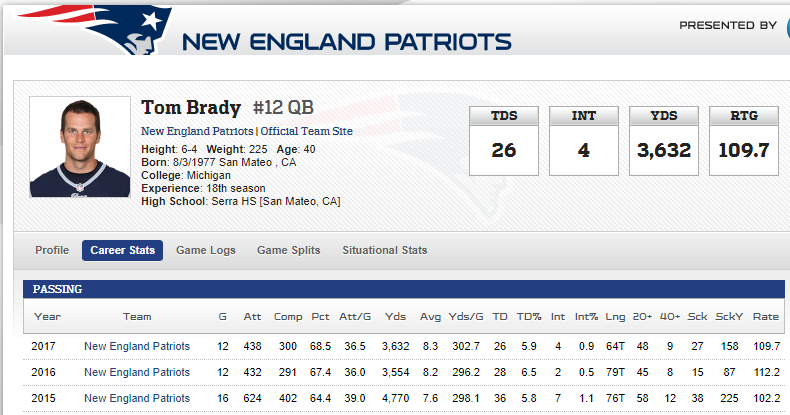 PRESENTED BY
NEW ENGLAND PATRIOTS
Tom Brady #12 QB
New England Patriots | Official Team Site
Height: 6-4 Weight: 225 Age: 40
Born: 8/3/1977 San Mateo , CA
College: Michigan
Experience: 18th season
High School: Serra HS [San Mateo, CA]
TDS INT YDS RTG
26 4 3,632 109.7
Profile Career Stats Game Logs Game Splits Situational Stats
PASSING
Year Team G Att Comp Pct Att/G Yds Avg Yds/G TD TD% Int Int% Lng 20+ 40+ Sck SckY Rate
2017 New England Patriots 12 438 300 68.5 36.5 3,632 8.3 302.7 26 5.9 4 0.9 64T 48 9 27 158 109.7
2016 New England Patriots 12 432 291 67.4 36.0 3,554 8.2 296.2 28 6.5 2 0.5 79T 45 8 15 87 112.2
2015 New England Patriots 16 624 402 64.4 39.0 4,770 7.6 298.1 36 5.8 7 1.1 76T 58 12 38 225 102.2